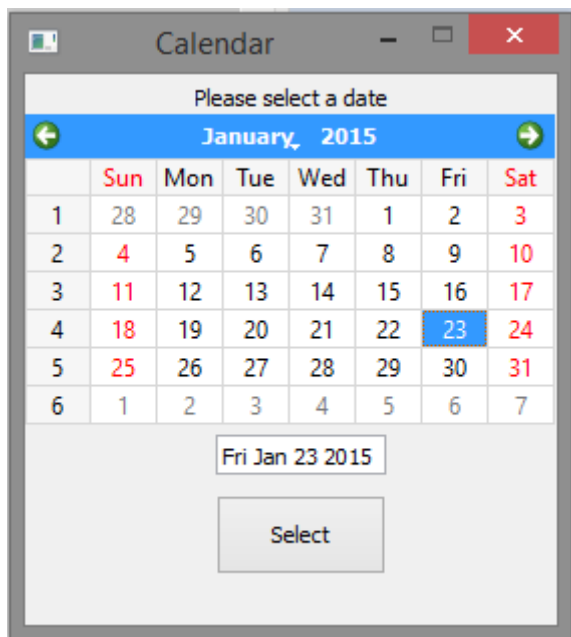 Calendar
Please select a date
January 2015
Sun Mon Tue Wed Thu Fri Sat
1 28 29 30 31 1 2 3
2 4 5 6 7 8 9 10
3 11 12 13 14 15 16 17
4 18 19 20 21 22 23 24
5 25 26 27 28 29 30 31
6 1 2 3 4 5 6 7
Fri Jan 23 2015
Select